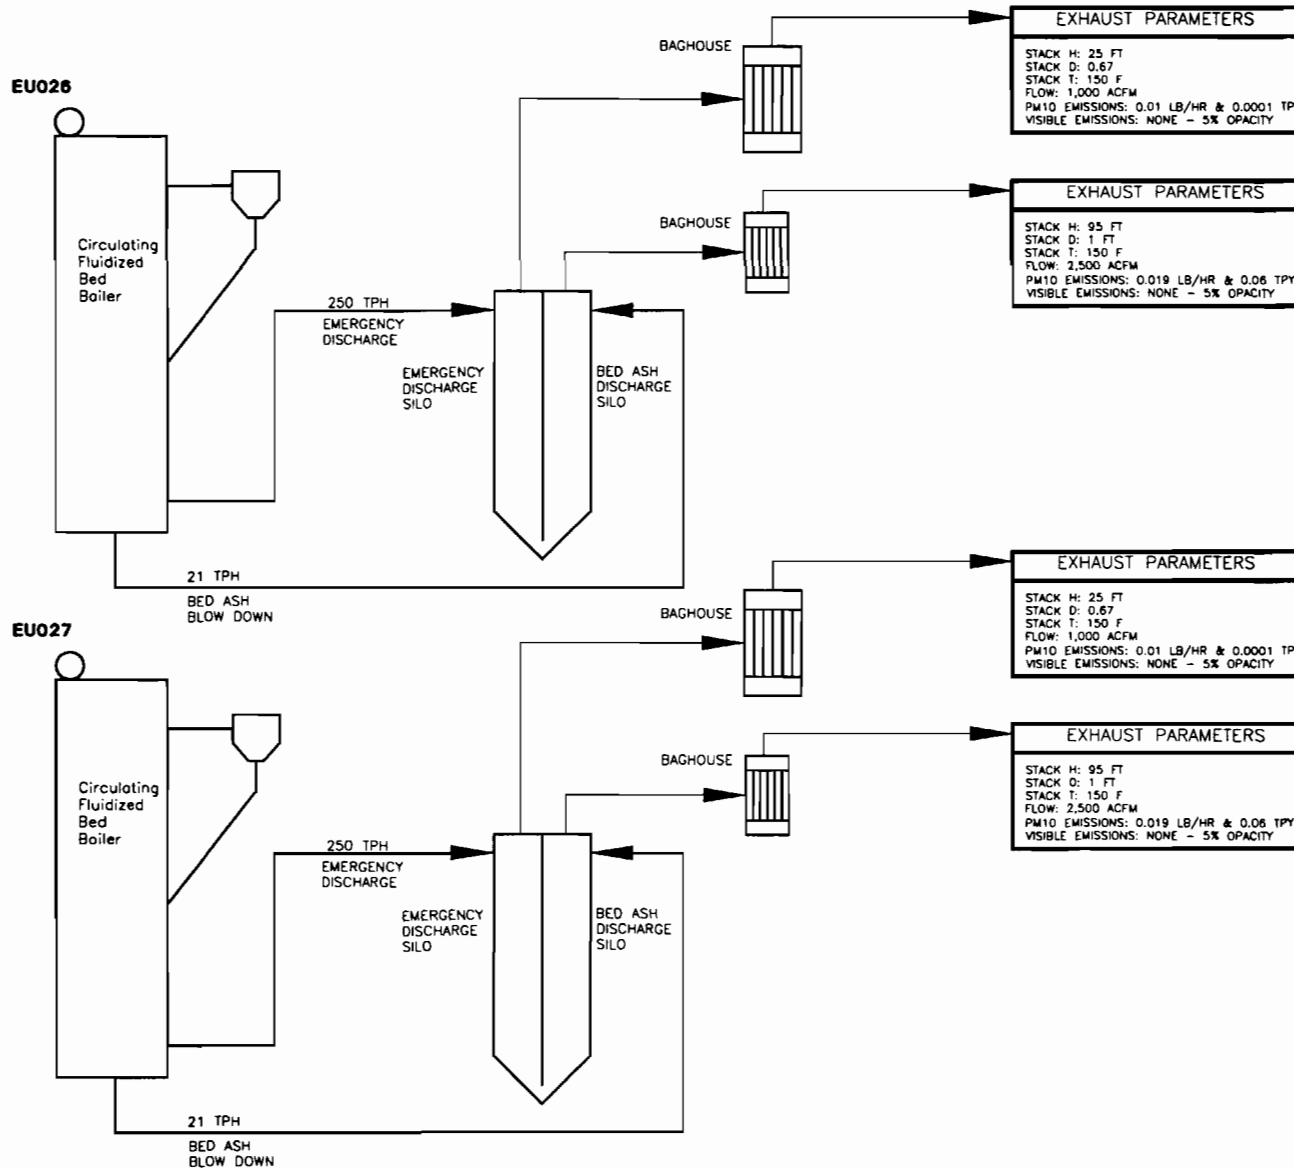 EU026
Circulating
Fluidized
Bed
Boiler
250 TPH
EMERGENCY
DISCHARGE
EMERGENCY
DISCHARGE
SILO
BED ASH
DISCHARGE
SILO
21 TPH
BED ASH
BLOW DOWN
BAGHOUSE
EXHAUST PARAMETERS
STACK H: 25 FT
STACK D: 0.67
STACK T: 150 F
FLOW: 1,000 ACFM
PM10 EMISSIONS: 0.01 LB/HR & 0.0001 TP
VISIBLE EMISSIONS: NONE - 5% OPACITY
BAGHOUSE
EXHAUST PARAMETERS
STACK H: 95 FT
STACK D: 1 FT
STACK T: 150 F
FLOW: 2,500 ACFM
PM10 EMISSIONS: 0.019 LB/HR & 0.06 TPY
VISIBLE EMISSIONS: NONE - 5% OPACITY
EU027
Circulating
Fluidized
Bed
Boiler
250 TPH
EMERGENCY
DISCHARGE
EMERGENCY
DISCHARGE
SILO
BED ASH
DISCHARGE
SILO
21 TPH
BED ASH
BLOW DOWN
BAGHOUSE
EXHAUST PARAMETERS
STACK H: 25 FT
STACK D: 0.67
STACK T: 150 F
FLOW: 1,000 ACFM
PM10 EMISSIONS: 0.01 LB/HR & 0.0001 TP
VISIBLE EMISSIONS: NONE - 5% OPACITY
BAGHOUSE
EXHAUST PARAMETERS
STACK H: 95 FT
STACK D: 1 FT
STACK T: 150 F
FLOW: 2,500 ACFM
PM10 EMISSIONS: 0.019 LB/HR & 0.06 TPY
VISIBLE EMISSIONS: NONE - 5% OPACITY